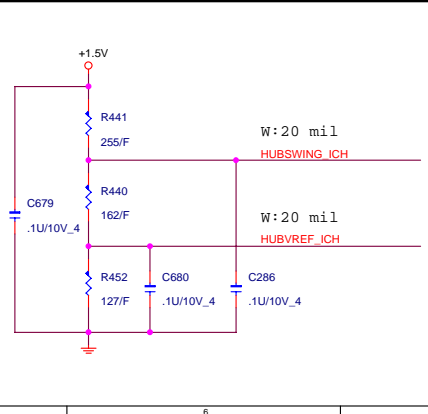 +1.5V
R441
255/F
W:20 mil
HUBSWING_ICH
R440
162/F
C679
.1U/10V_4
W:20 mil
HUBVREF_ICH
R452
127/F
C680
.1U/10V_4
C286
.1U/10V_4
6